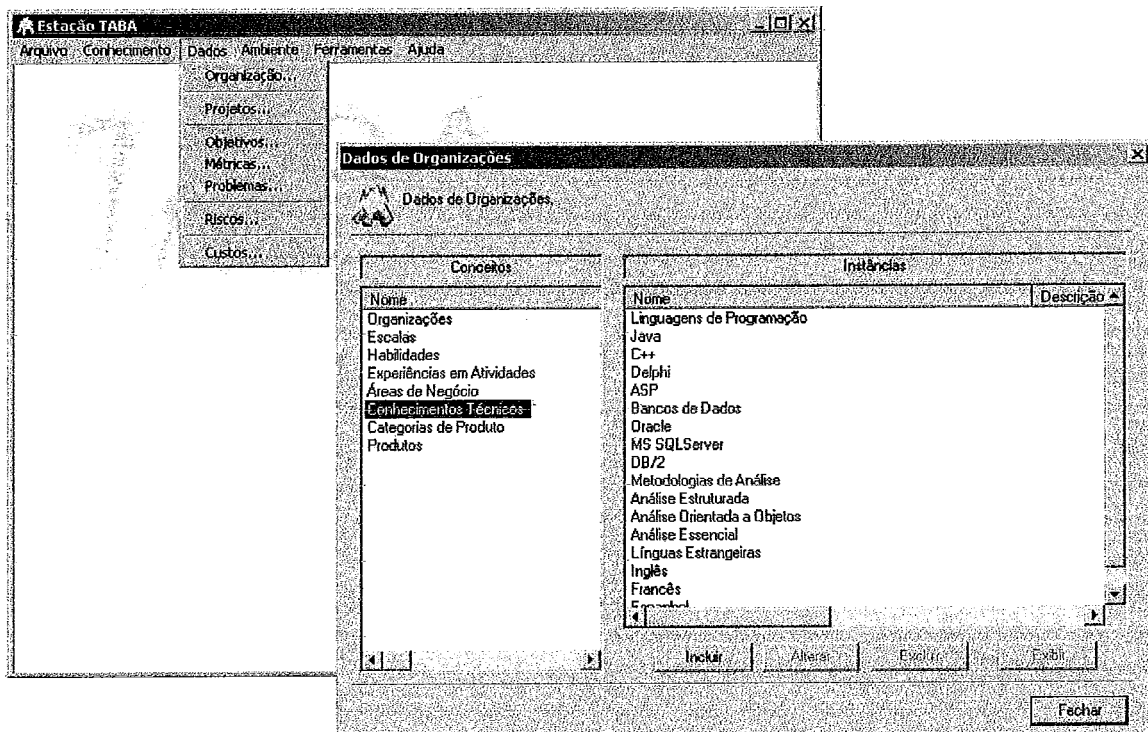 Estação TABA
Arquivo Conhecimento Dados Ambiente Ferramentas Ajuda
Organização...
Projetos...
Objetivos...
Métricas...
Problemas...
Riscos...
Custos...
Dados de Organizações
Dados de Organizações.
Conceitos
Nome
Organizações
Escalas
Habilidades
Experiências em Atividades
Áreas de Negócio
Conhecimentos Técnicos
Categorias de Produto
Produtos
Instâncias
Nome Descrição
Linguagens de Programação
Java
C++
Delphi
ASP
Bancos de Dados
Oracle
MS SQLServer
DB/2
Metodologias de Análise
Análise Estruturada
Análise Orientada a Objetos
Análise Essencial
Línguas Estrangeiras
Inglês
Francês
Espanhol
Incluir Alterar Excluir Exibir
Fechar